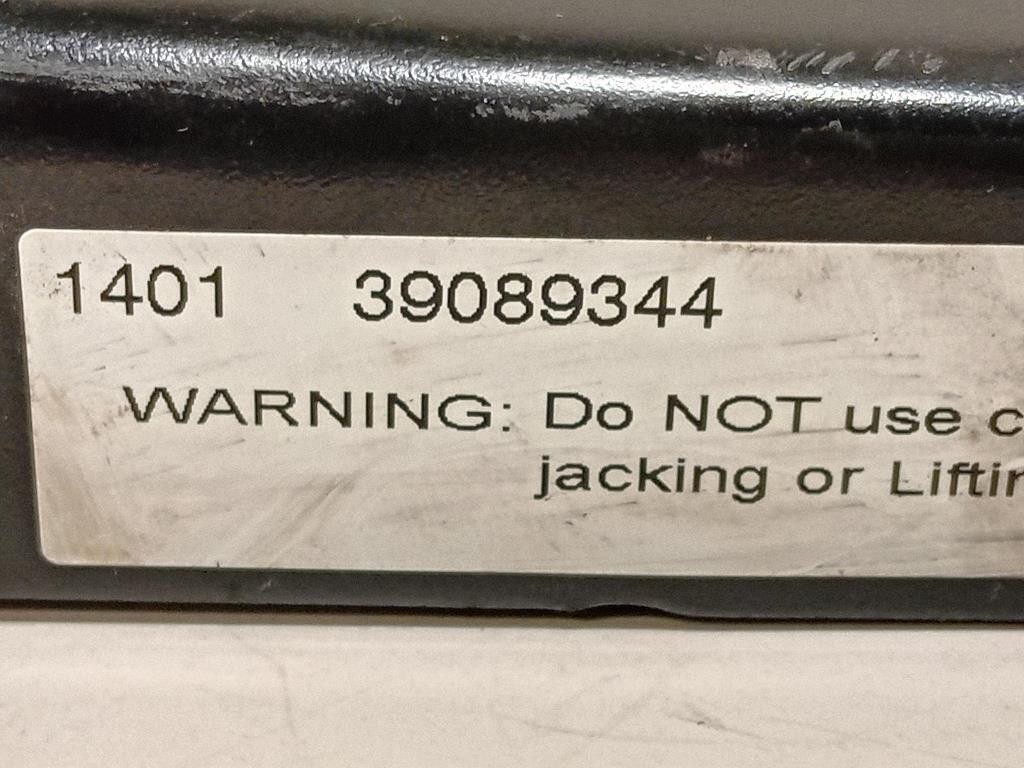 1401 39089344
WARNING: Do NOT use
jacking or